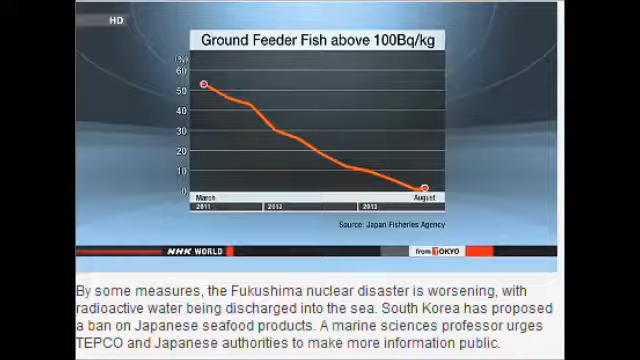 HD
Ground Feeder Fish above 100Bq/kg
(%)
60
50
40
30
20
10
0
March August
2011 2012 2013
Source: Japan Fisheries Agency
NHK WORLD from TOKYO
By some measures, the Fukushima nuclear disaster is worsening, with
radioactive water being discharged into the sea. South Korea has proposed
a ban on Japanese seafood products. A marine sciences professor urges
TEPCO and Japanese authorities to make more information public.